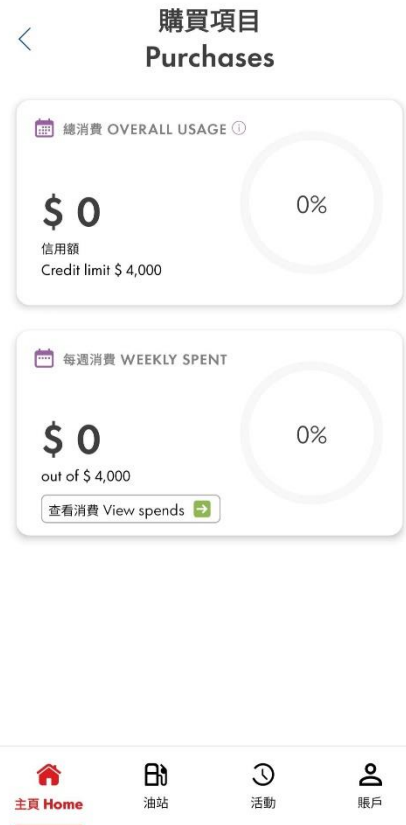 購買項目
Purchases
總消費 OVERALL USAGE
$ 0
0%
信用額
Credit limit $ 4,000
每週消費 WEEKLY SPENT
$ 0
0%
out of $ 4,000
查看消費 View spends
主頁 Home
油站
活動
賬戶